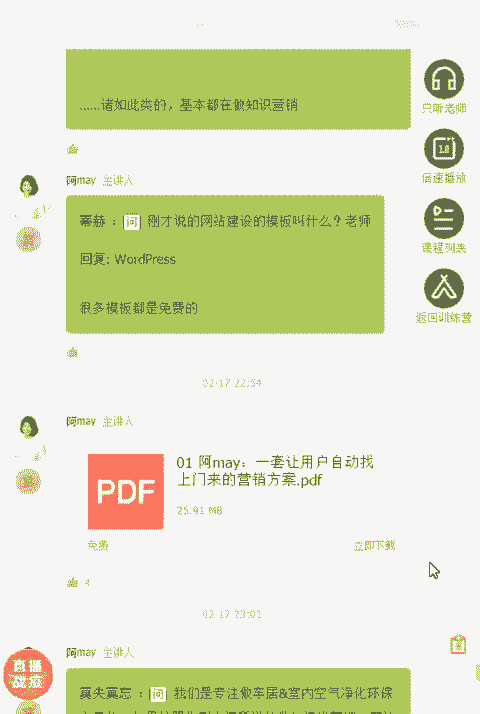 ……诸如此类的，基本都在做知识营销
只听老师
倍速播放
课程列表
返回训练营
阿may 主讲人
幕赫 : [问] 刚才说的网站建设的模板叫什么？老师
回复: WordPress
很多模板都是免费的
02-17 22:54
阿may 主讲人
PDF
01 阿may：一套让用户自动找
上门来的营销方案.pdf
25.91 MB
免费
立即下载
4
02-17 23:01
阿may 主讲人
莫失莫忘 : [问] 我们是专注做车居&室内空气净化环保